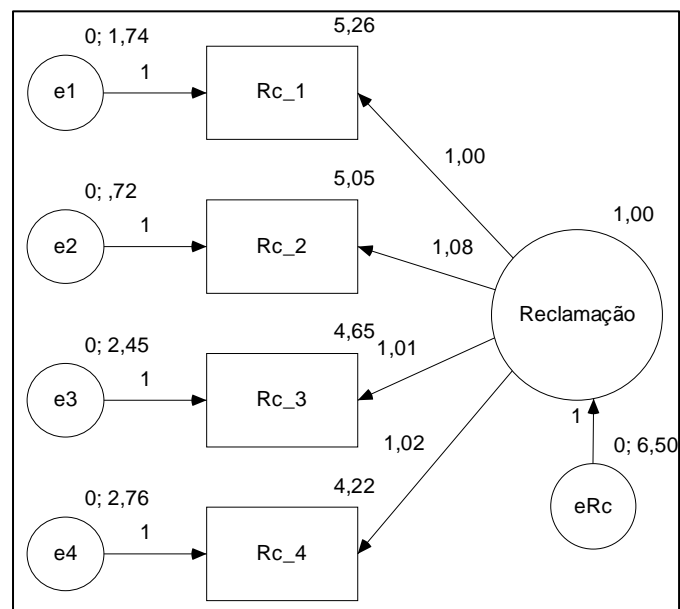 0; 1,74
5,26
1
e1
Rc_1
1,00
0; ,72
5,05
1
e2
Rc_2
1,08
1,00
Reclamação
0; 2,45
4,65
1
e3
Rc_3
1,01
1
0; 6,50
eRc
0; 2,76
4,22
1
e4
Rc_4
1,02